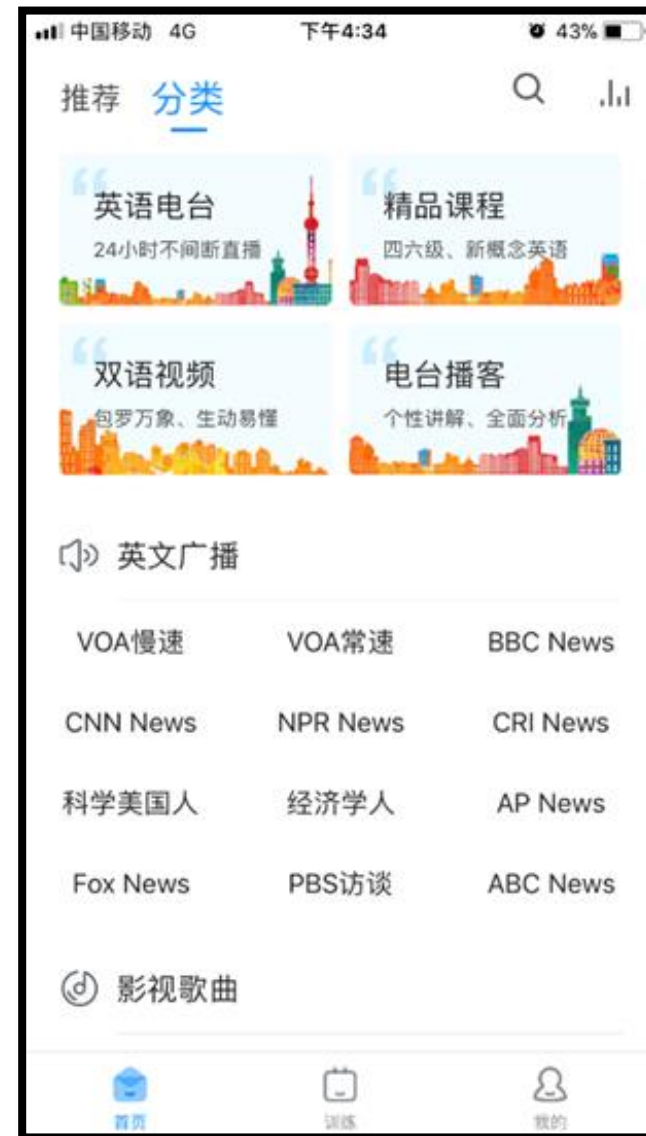 中国移动 4G 下午4:34 43%
推荐 分类
英语电台 精品课程
24小时不间断直播 四六级、新概念英语
双语视频 电台播客
包罗万象、生动易懂 个性讲解、全面分析
英文广播
VOA慢速 VOA常速 BBC News
CNN News NPR News CRI News
科学美国人 经济学人 AP News
Fox News PBS访谈 ABC News
影视歌曲
首页 训练 我的